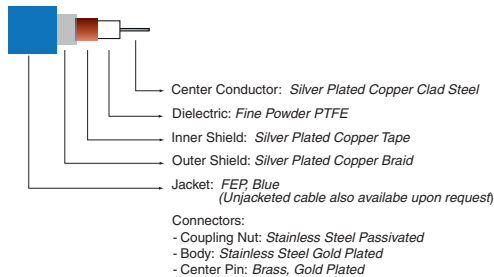 Center Conductor: Silver Plated Copper Clad Steel
Dielectric: Fine Powder PTFE
Inner Shield: Silver Plated Copper Tape
Outer Shield: Silver Plated Copper Braid
Jacket: FEP, Blue
(Unjacketed cable also availabe upon request)
Connectors:
- Coupling Nut: Stainless Steel Passivated
- Body: Stainless Steel Gold Plated
- Center Pin: Brass, Gold Plated